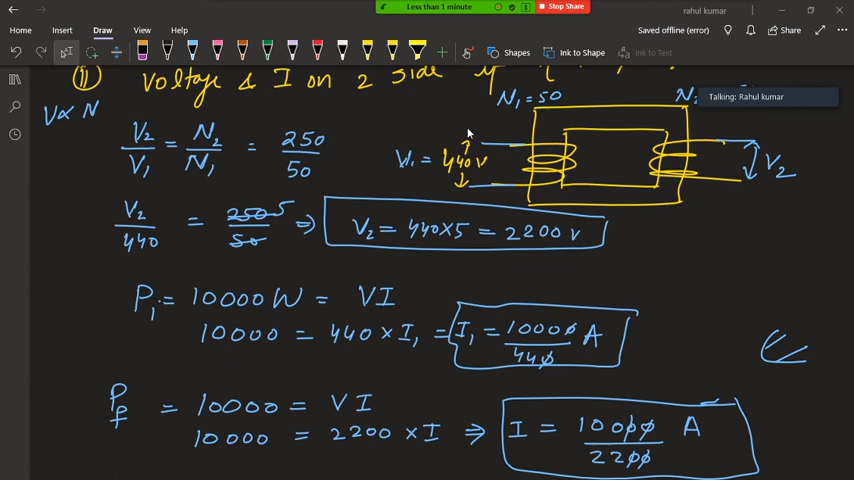 rahul kumar
Less than 1 minute
5
Stop Share
Home Insert Draw View Help
Saved offline (error)
Share
Shapes
Ink to Shape
Ink to Text
II Voltage & I on 2 side if
V∝ N
N₁ = 50
Talking: Rahul kumar
V₂/V₁ = N₂/N₁ = 250/50
V₁ = 440 V
V₂
V₂/440 = 250/50 5 ⇒ V₂ = 440×5 = 2200 v
P₁ = 10000 W = VI
10000 = 440 × I₁ = I₁ = 10000/440 A
P = 10000 = VI
10000 = 2200 × I ⇒ I = 10000/2200 A